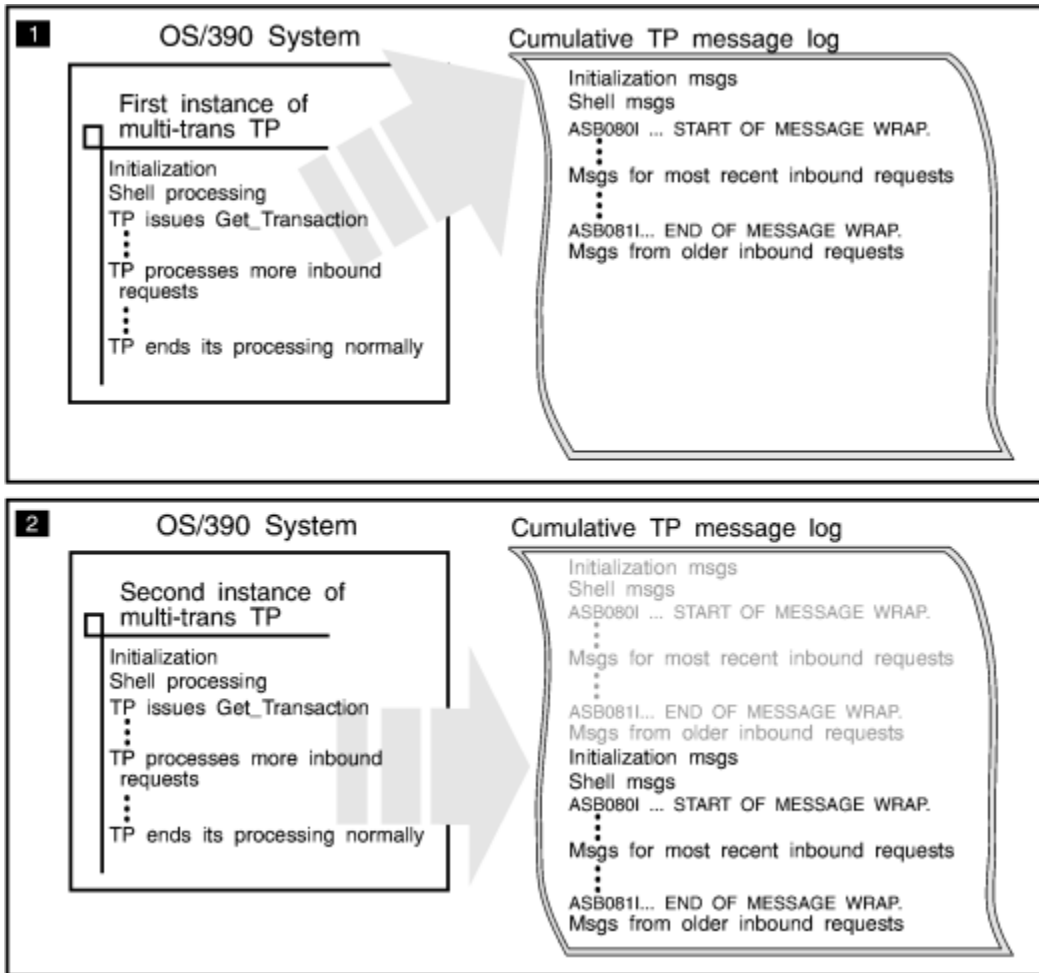 1
OS/390 System
First instance of
multi-trans TP
Initialization
Shell processing
TP issues Get_Transaction
TP processes more inbound
requests
TP ends its processing normally
Cumulative TP message log
Initialization msgs
Shell msgs
ASB080I ... START OF MESSAGE WRAP.
Msgs for most recent inbound requests
ASB081I... END OF MESSAGE WRAP.
Msgs from older inbound requests
2
OS/390 System
Second instance of
multi-trans TP
Initialization
Shell processing
TP issues Get_Transaction
TP processes more inbound
requests
TP ends its processing normally
Cumulative TP message log
Initialization msgs
Shell msgs
ASB080I ... START OF MESSAGE WRAP.
Msgs for most recent inbound requests
ASB081I... END OF MESSAGE WRAP.
Msgs from older inbound requests
Initialization msgs
Shell msgs
ASB080I ... START OF MESSAGE WRAP.
Msgs for most recent inbound requests
ASB081I... END OF MESSAGE WRAP.
Msgs from older inbound requests